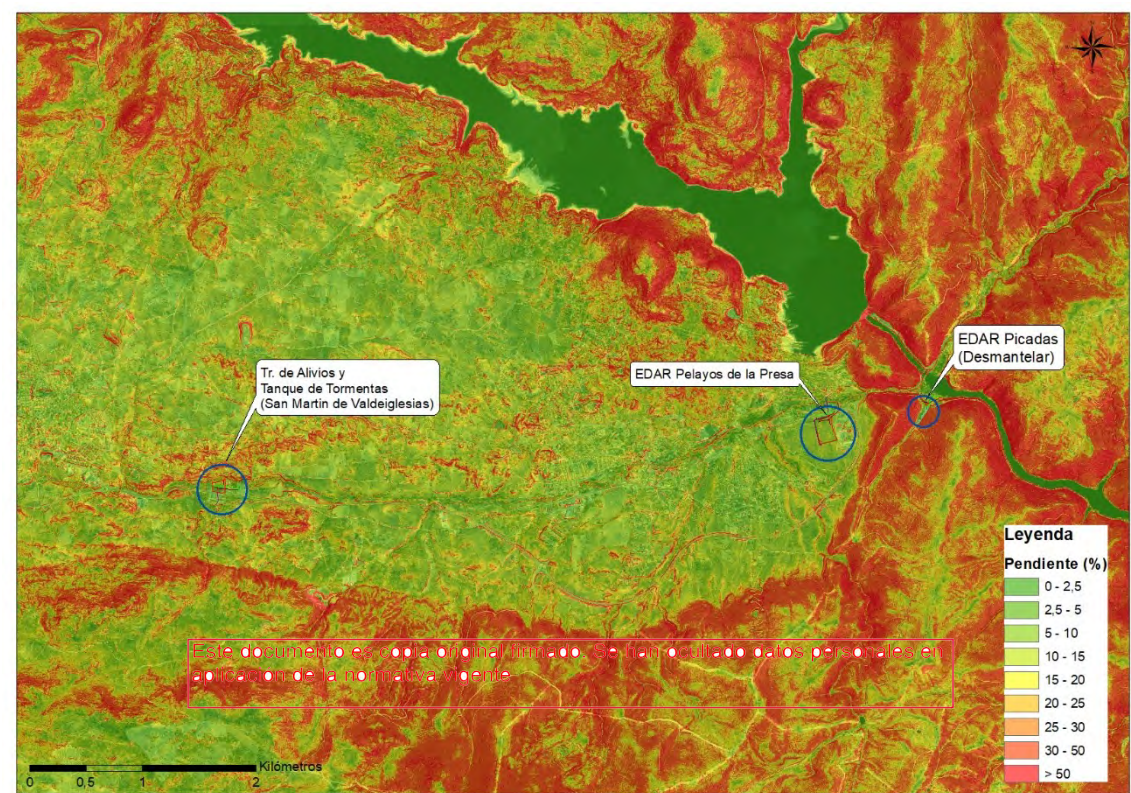 Tr. de Alivios y
Tanque de Tormentas
(San Martin de Valdeiglesias)
EDAR Pelayos de la Presa
EDAR Picadas
(Desmantelar)
Leyenda
Pendiente (%)
0 - 2,5
2,5 - 5
5 - 10
10 - 15
15 - 20
20 - 25
25 - 30
30 - 50
> 50
Este documento es copia original firmado. Se han ocultado datos personales en
aplicación de la normativa vigente
Kilómetros
0 0,5 1 2